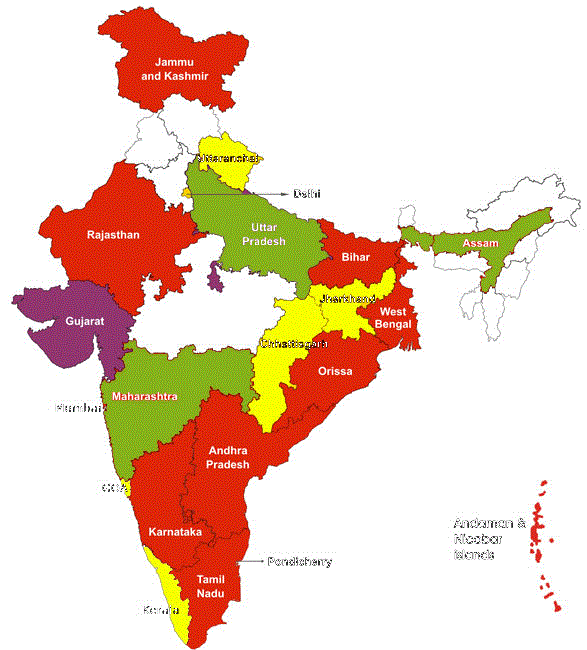 Jammu
and Kashmir
Uttaranchal
Delhi
Rajasthan
Uttar
Pradesh
Assam
Bihar
Jharkhand
Gujarat
West
Bengal
Chhattisgarh
Orissa
Maharashtra
Mumbai
Andhra
Pradesh
GOA
Karnataka
Andaman &
Nicobar
Islands
Pondicherry
Tamil
Nadu
Kerala